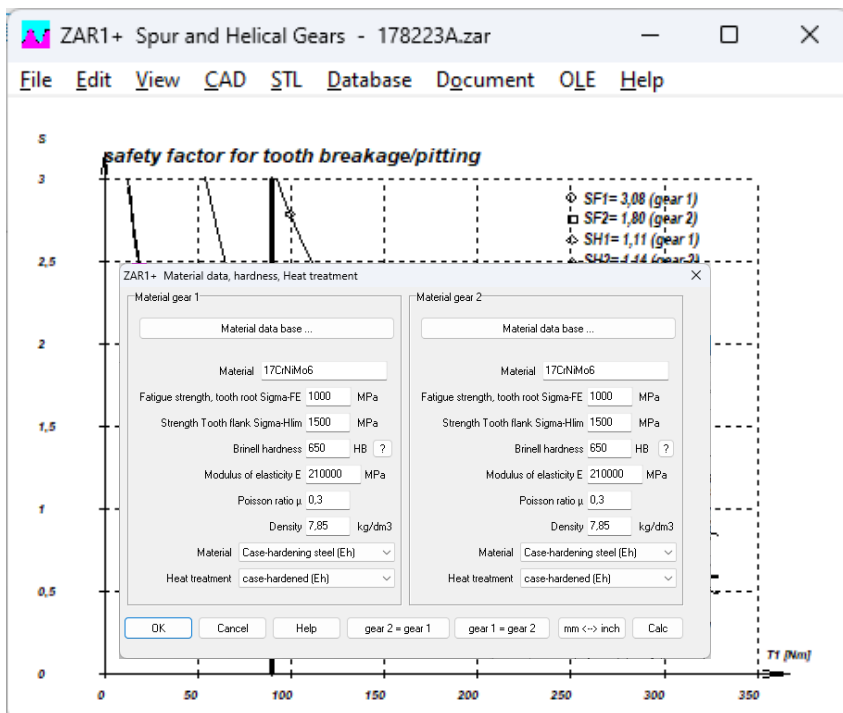 ZAR1+ Spur and Helical Gears - 178223A.zar
File Edit View CAD STL Database Document OLE Help
S
safety factor for tooth breakage/pitting
3
SF1= 3,08 (gear 1)
SF2= 1,80 (gear 2)
SH1= 1,11 (gear 1)
SH2= 1,14 (gear 2)
2,5
2
1,5
1
0,5
0
ZAR1+ Material data, hardness, Heat treatment
Material gear 1
Material data base ...
Material 17CrNiMo6
Fatigue strength, tooth root Sigma-FE 1000 MPa
Strength Tooth flank Sigma-Hlim 1500 MPa
Brinell hardness 650 HB ?
Modulus of elasticity E 210000 MPa
Poisson ratio µ 0,3
Density 7,85 kg/dm3
Material Case-hardening steel (Eh)
Heat treatment case-hardened (Eh)
Material gear 2
Material data base ...
Material 17CrNiMo6
Fatigue strength, tooth root Sigma-FE 1000 MPa
Strength Tooth flank Sigma-Hlim 1500 MPa
Brinell hardness 650 HB ?
Modulus of elasticity E 210000 MPa
Poisson ratio µ 0,3
Density 7,85 kg/dm3
Material Case-hardening steel (Eh)
Heat treatment case-hardened (Eh)
OK Cancel Help gear 2 = gear 1 gear 1 = gear 2 mm <--> inch Calc
T1 [Nm]
0 50 100 150 200 250 300 350